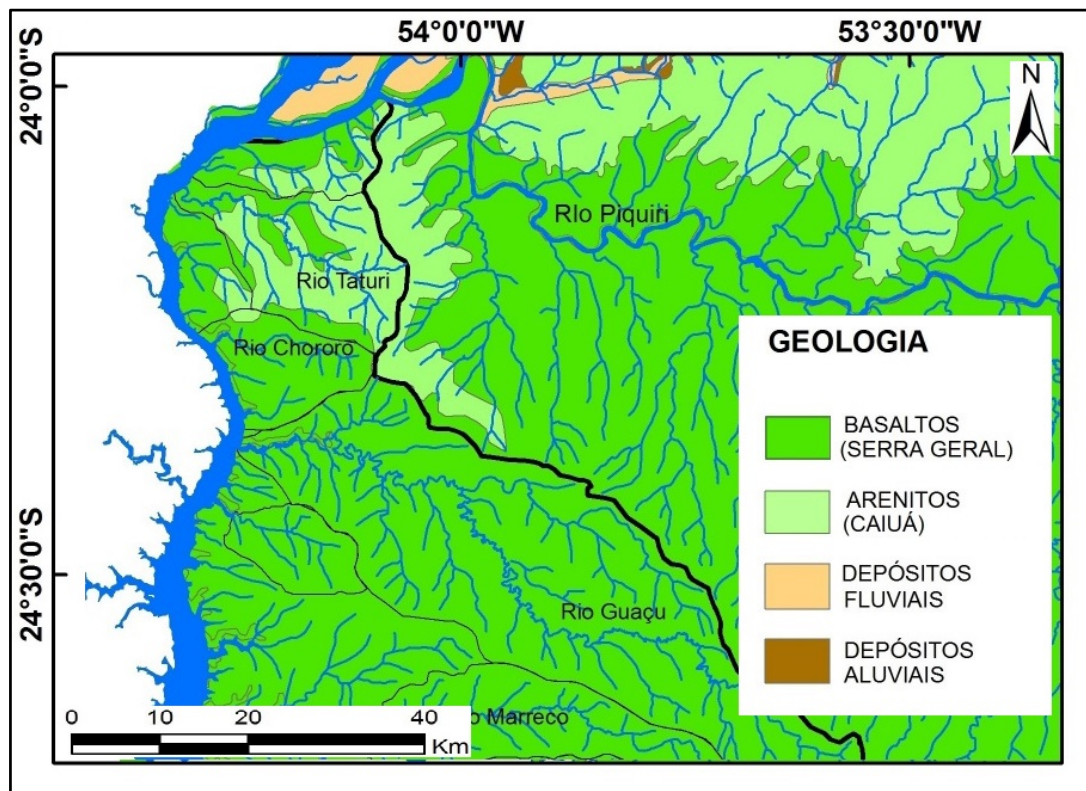 54°0'0"W
53°30'0"W
24°0'0"S
N
RIo Piquiri
Rio Taturi
Rio Chororo
GEOLOGIA
BASALTOS
(SERRA GERAL)
ARENITOS
(CAIUÁ)
24°30'0"S
DEPÓSITOS
FLUVIAIS
Rio Guaçu
DEPÓSITOS
ALUVIAIS
0 10 20 40
o Marreco
Km